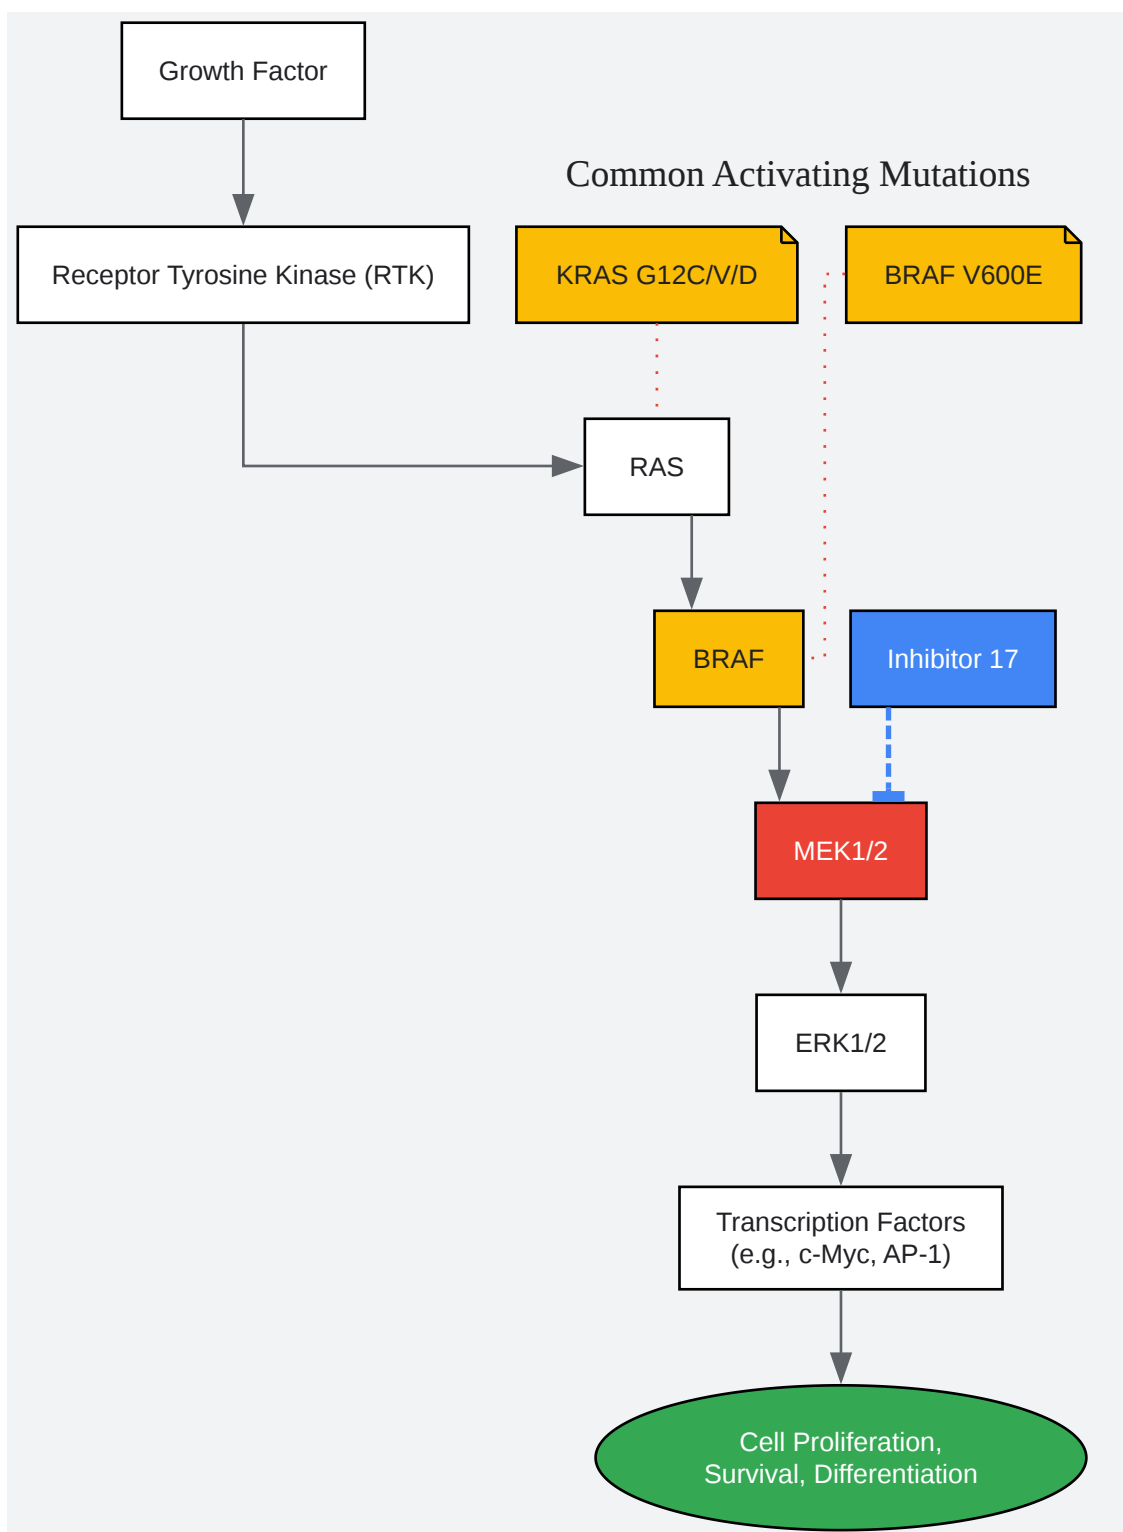 Growth Factor
Common Activating Mutations
Receptor Tyrosine Kinase (RTK)
KRAS G12C/V/D
BRAF V600E
RAS
BRAF
Inhibitor 17
MEK1/2
ERK1/2
Transcription Factors
(e.g., c-Myc, AP-1)
Cell Proliferation,
Survival, Differentiation